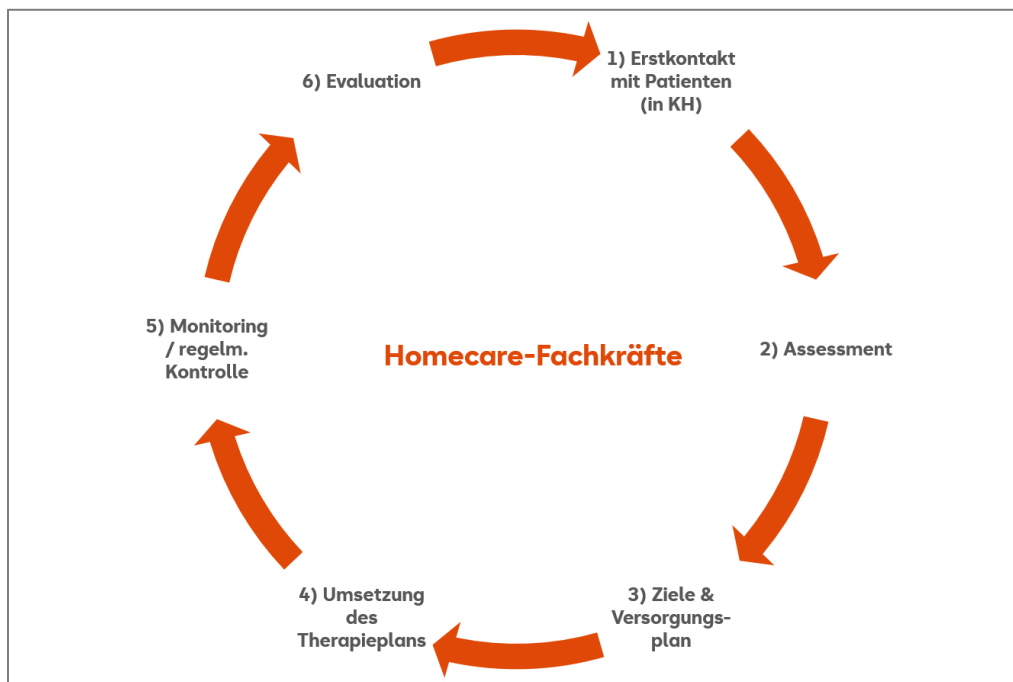 1) Erstkontakt
mit Patienten
(in KH)
2) Assessment
3) Ziele &
Versorgungs-
plan
4) Umsetzung
des
Therapieplans
5) Monitoring
/ regelm.
Kontrolle
6) Evaluation
Homecare-Fachkräfte